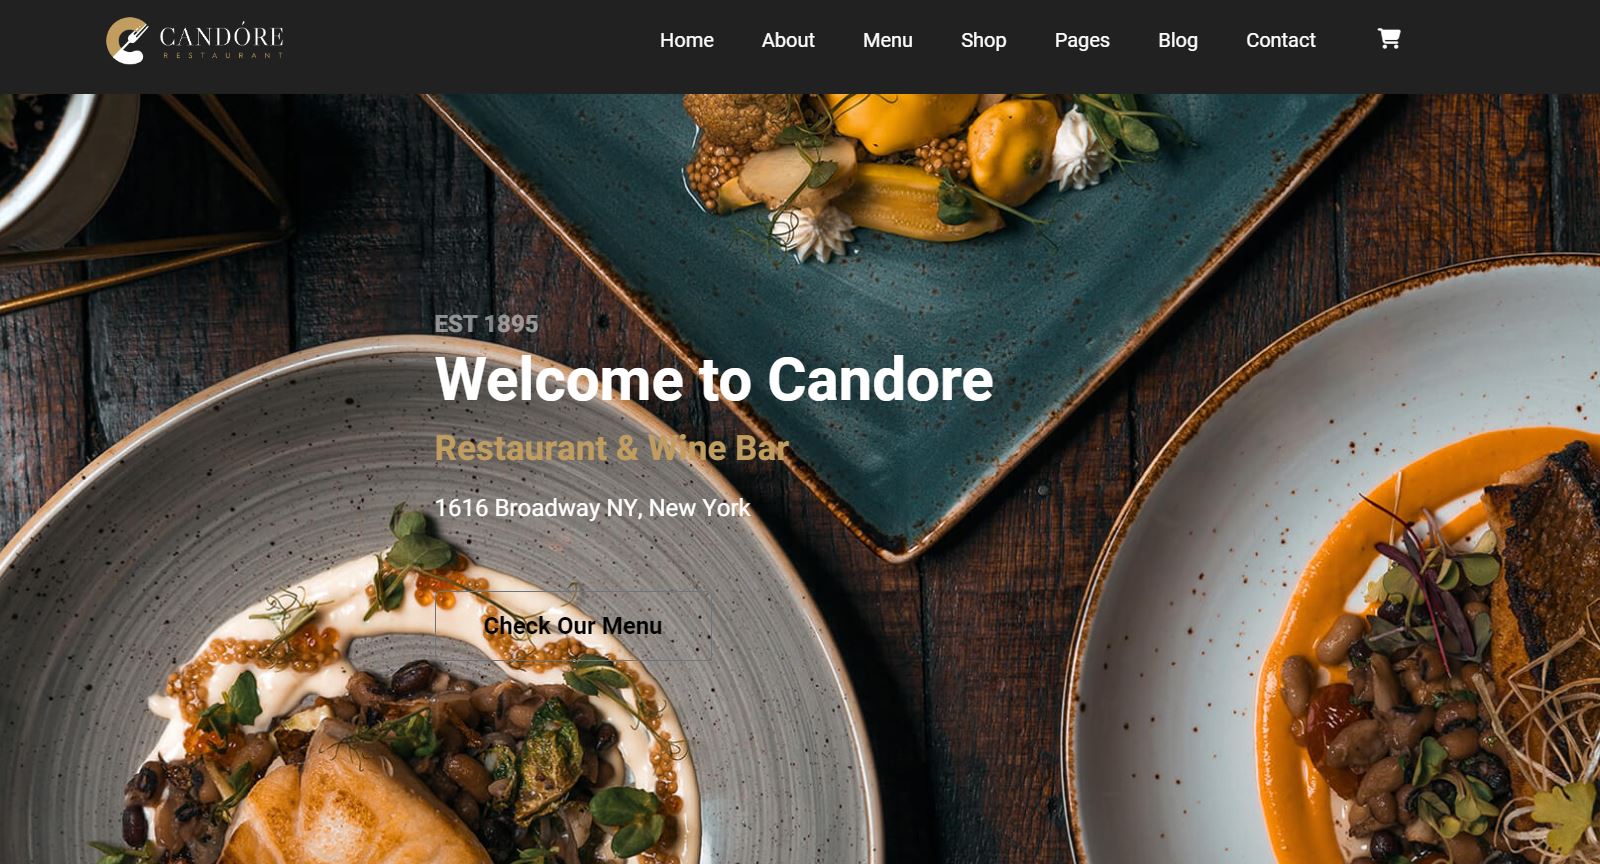 CANDÓRE
RESTAURANT
Home About Menu Shop Pages Blog Contact
EST 1895
Welcome to Candore
Restaurant & Wine Bar
1616 Broadway NY, New York
Check Our Menu